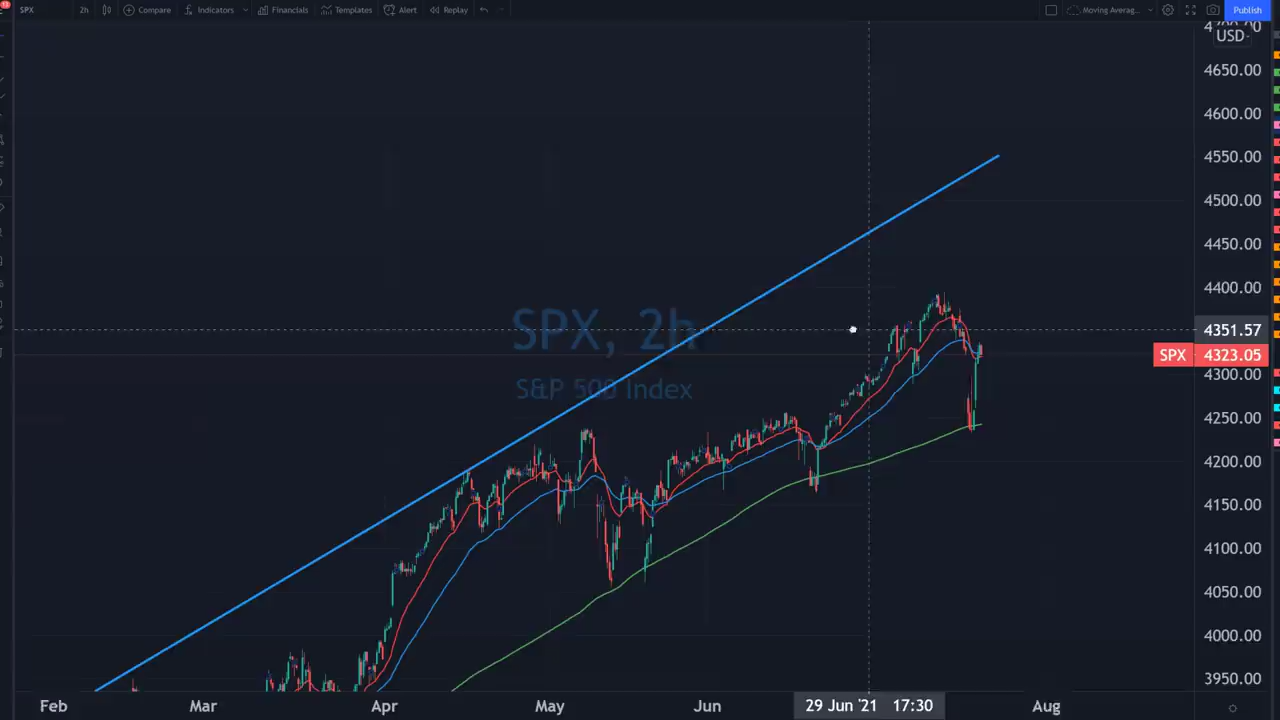 SPX 2h Compare Indicators Financials Templates Alert Replay Moving Averag... Publish
USD
4650.00
4600.00
4550.00
4500.00
4450.00
4400.00
SPX, 2h
4351.57
SPX 4323.05
4300.00
S&P 500 Index
4250.00
4200.00
4150.00
4100.00
4050.00
4000.00
3950.00
Feb Mar Apr May Jun 29 Jun '21 17:30 Aug